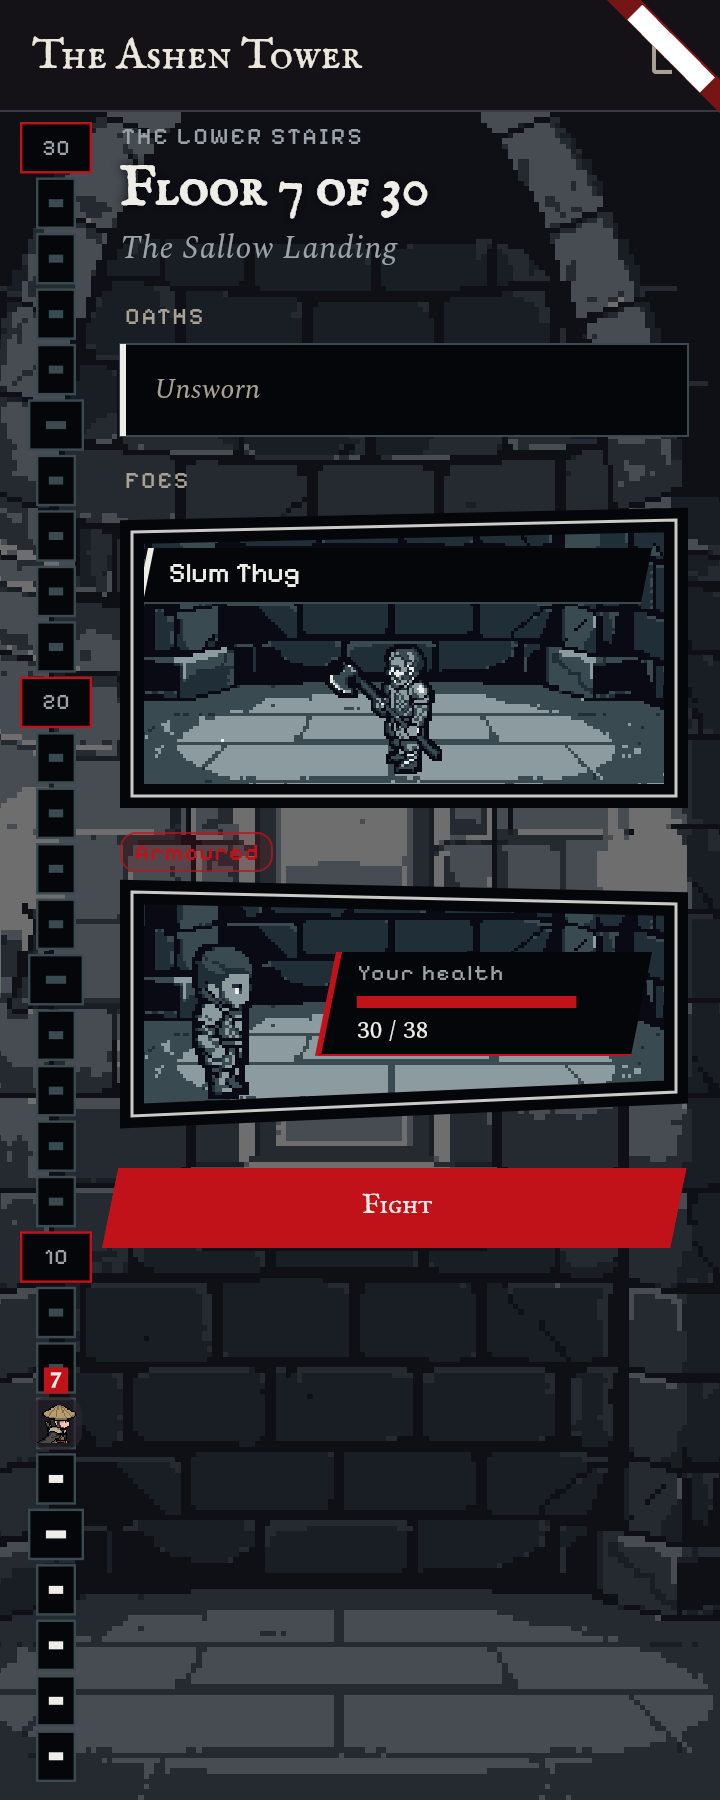 The Ashen Tower
30
THE LOWER STAIRS
Floor 7 of 30
The Sallow Landing
OATHS
Unsworn
FOES
Slum Thug
20
Armoured
Your health
30 / 38
Fight
10
7